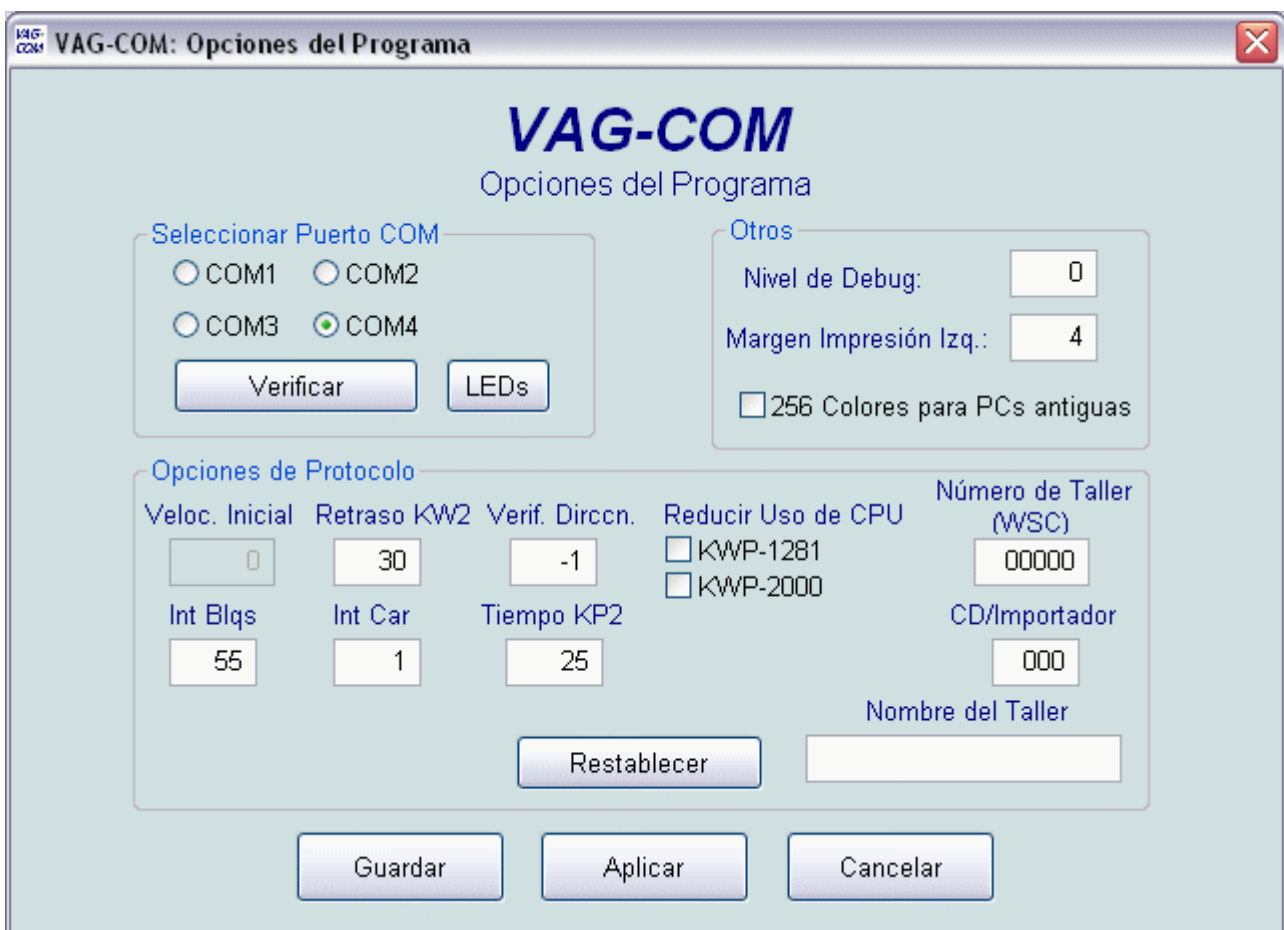 VAG-COM
VAG-COM: Opciones del Programa
VAG-COM
Opciones del Programa
Seleccionar Puerto COM
COM1 COM2
COM3 COM4
Verificar LEDs
Otros
Nivel de Debug: 0
Margen Impresión Izq.: 4
256 Colores para PCs antiguas
Opciones de Protocolo
Veloc. Inicial Retraso KW2 Verif. Dirccn. Reducir Uso de CPU Número de Taller
(WSC)
0 30 -1 KWP-1281 00000
KWP-2000
Int Blqs Int Car Tiempo KP2 CD/Importador
55 1 25 000
Nombre del Taller
Restablecer
Guardar Aplicar Cancelar